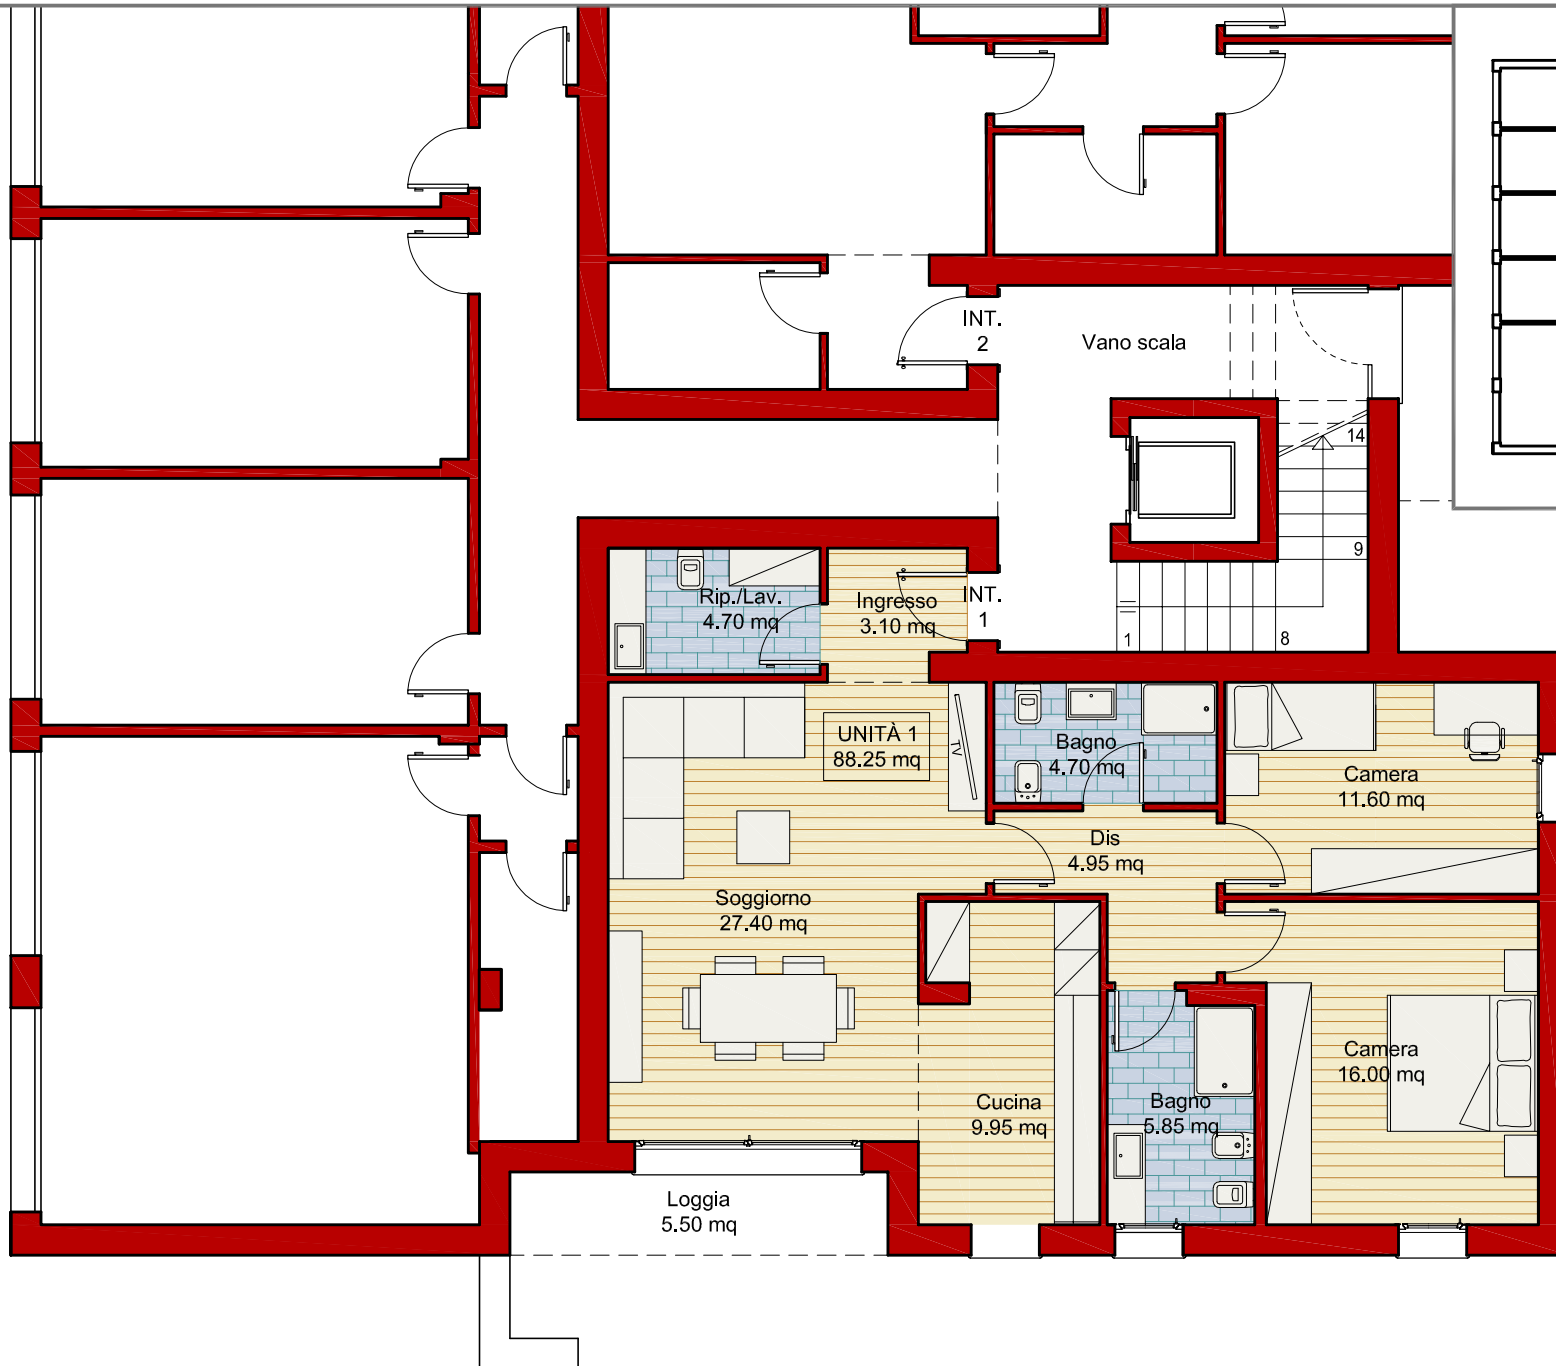 INT.
2
Vano scala
14
9
8
1
INT.
1
Rip./Lav.
4.70 mq
Ingresso
3.10 mq
UNITÀ 1
88.25 mq
TV
Bagno
4.70 mq
Camera
11.60 mq
Dis
4.95 mq
Soggiorno
27.40 mq
Camera
16.00 mq
Cucina
9.95 mq
Bagno
5.85 mq
Loggia
5.50 mq